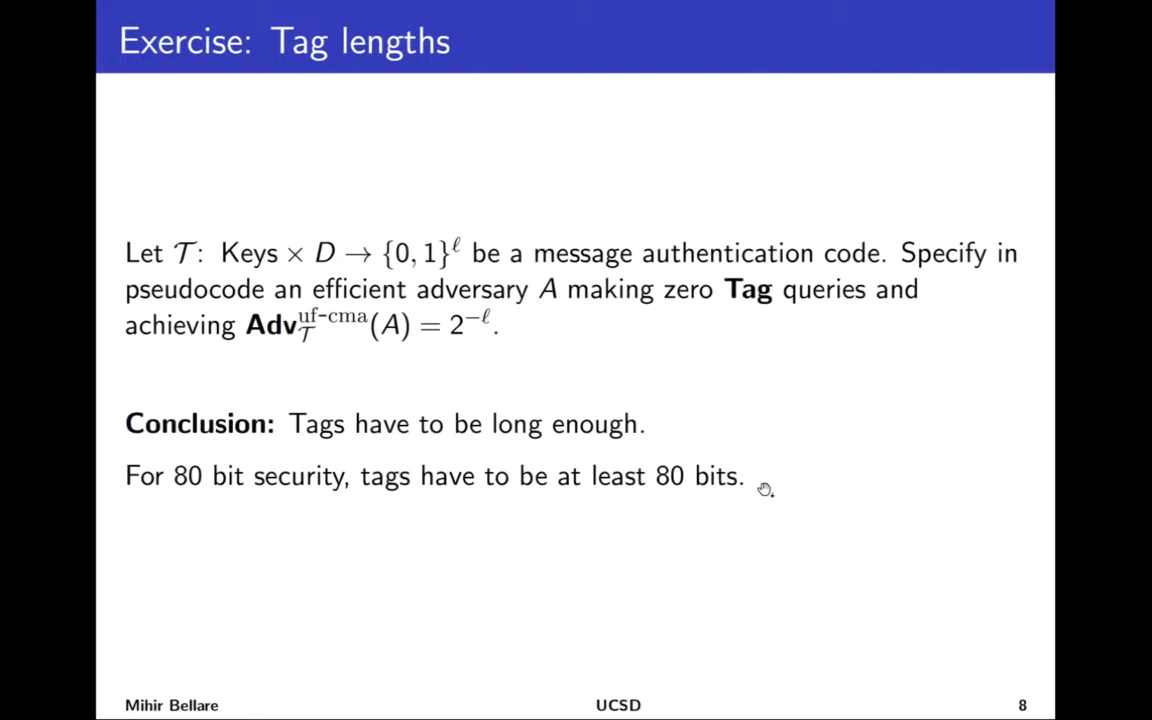 Exercise: Tag lengths
Let 𝒯: Keys × D → {0, 1}^ℓ be a message authentication code. Specify in
pseudocode an efficient adversary A making zero Tag queries and
achieving Adv_𝒯^{uf-cma}(A) = 2^{−ℓ}.
Conclusion: Tags have to be long enough.
For 80 bit security, tags have to be at least 80 bits.
Mihir Bellare UCSD 8